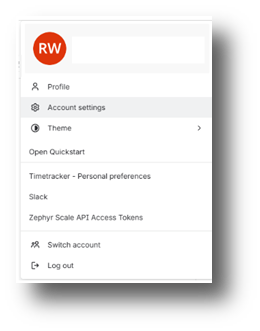 RW
Profile
Account settings
Theme
Open Quickstart
Timetracker - Personal preferences
Slack
Zephyr Scale API Access Tokens
Switch account
Log out